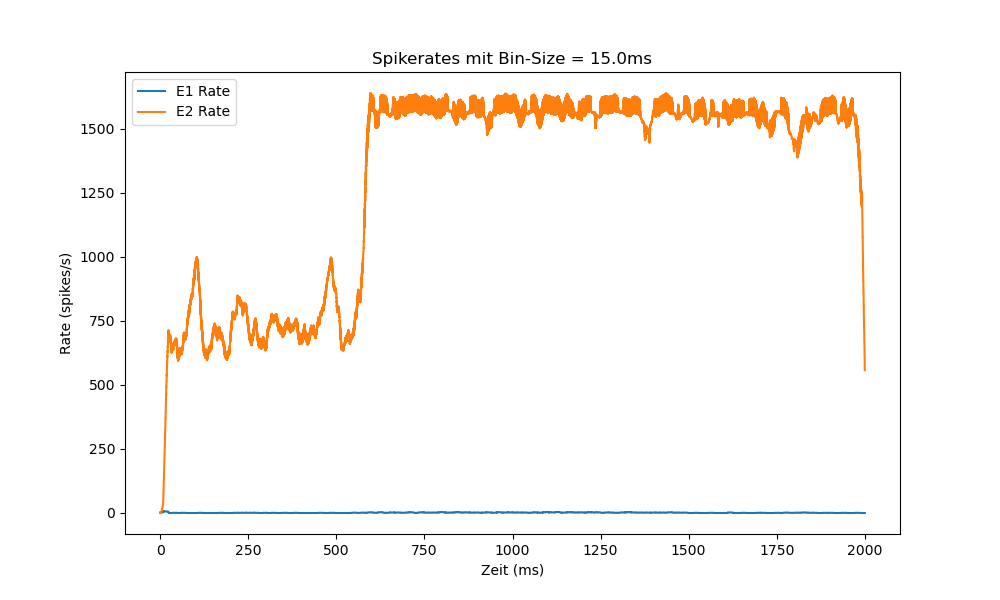 Spikerates mit Bin-Size = 15.0ms
E1 Rate
E2 Rate
1500
1250
1000
750
500
250
0
Rate (spikes/s)
0 250 500 750 1000 1250 1500 1750 2000
Zeit (ms)